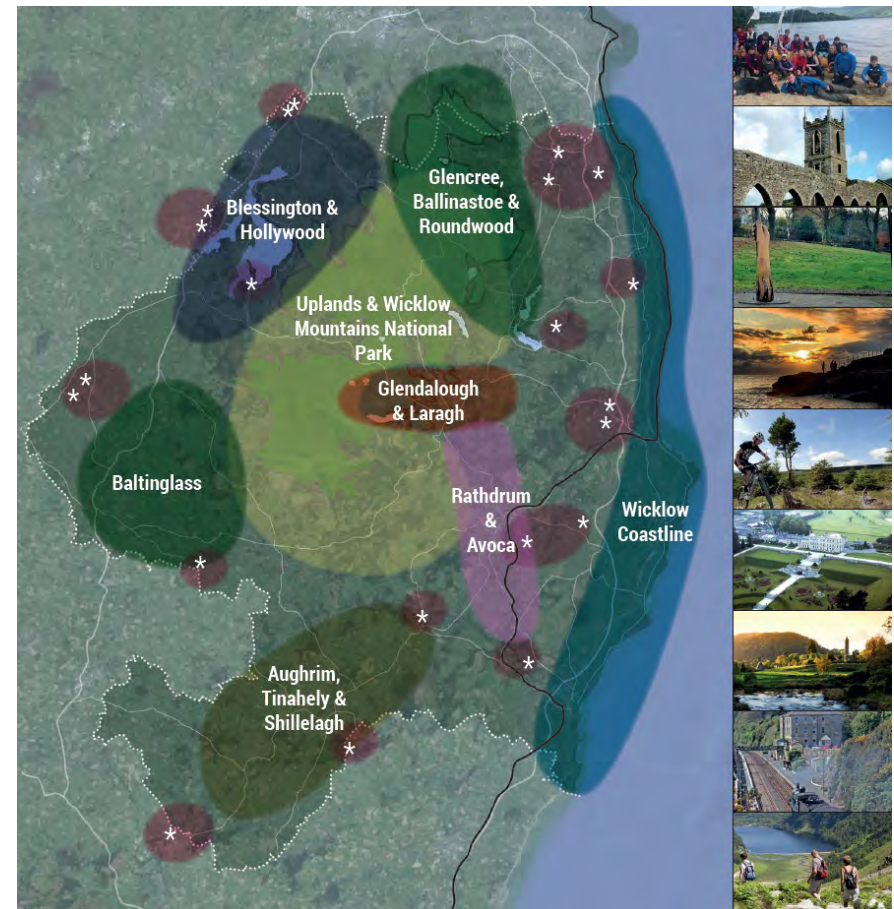 Glencree,
Ballinastoe &
Roundwood
Blessington &
Hollywood
Uplands & Wicklow
Mountains National
Park
Glendalough
& Laragh
Baltinglass
Rathdrum
&
Avoca
Wicklow
Coastline
Aughrim,
Tinahely &
Shillelagh